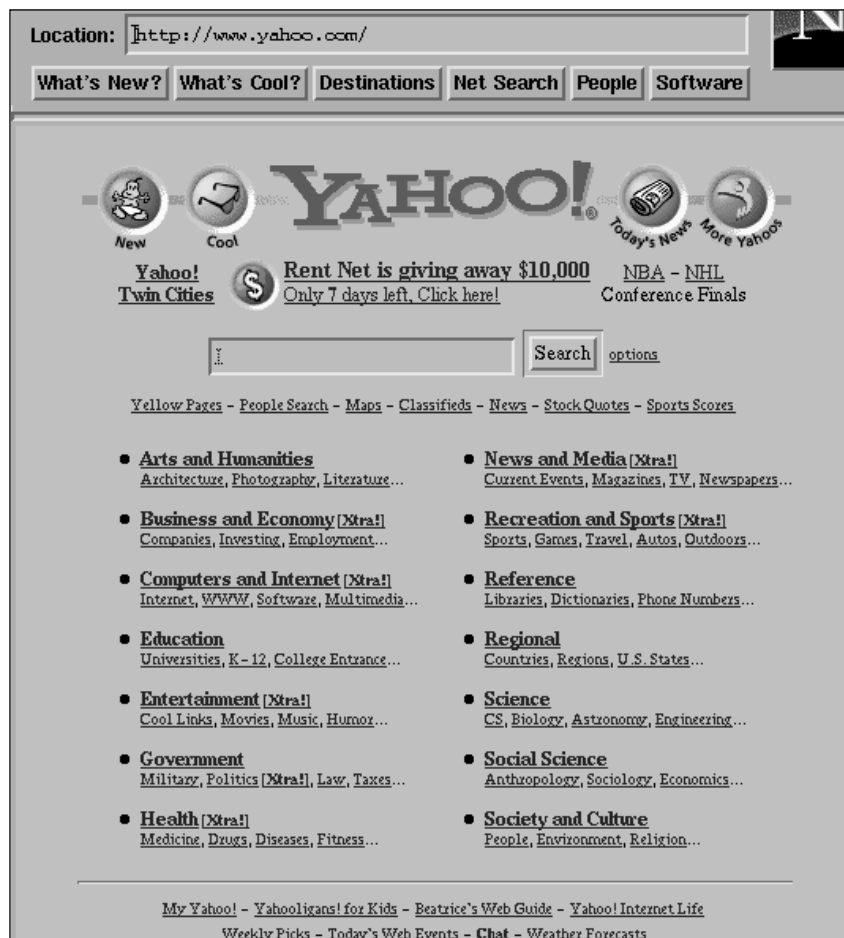 N
Location: http://www.yahoo.com/
What's New? What's Cool? Destinations Net Search People Software
YAHOO!®
New Cool Today's News More Yahoos
Yahoo! Twin Cities
Rent Net is giving away $10,000
Only 7 days left, Click here!
NBA – NHL
Conference Finals
Search options
Yellow Pages – People Search – Maps – Classifieds – News – Stock Quotes – Sports Scores
Arts and Humanities
Architecture, Photography, Literature...
Business and Economy [Xtra!]
Companies, Investing, Employment...
Computers and Internet [Xtra!]
Internet, WWW, Software, Multimedia...
Education
Universities, K-12, College Entrance...
Entertainment [Xtra!]
Cool Links, Movies, Music, Humor...
Government
Military, Politics [Xtra!], Law, Taxes...
Health [Xtra!]
Medicine, Drugs, Diseases, Fitness...
News and Media [Xtra!]
Current Events, Magazines, TV, Newspapers...
Recreation and Sports [Xtra!]
Sports, Games, Travel, Autos, Outdoors...
Reference
Libraries, Dictionaries, Phone Numbers...
Regional
Countries, Regions, U.S. States...
Science
CS, Biology, Astronomy, Engineering...
Social Science
Anthropology, Sociology, Economics...
Society and Culture
People, Environment, Religion...
My Yahoo! – Yahooligans! for Kids – Beatrice's Web Guide – Yahoo! Internet Life
Weekly Picks – Today's Web Events – Chat – Weather Forecasts